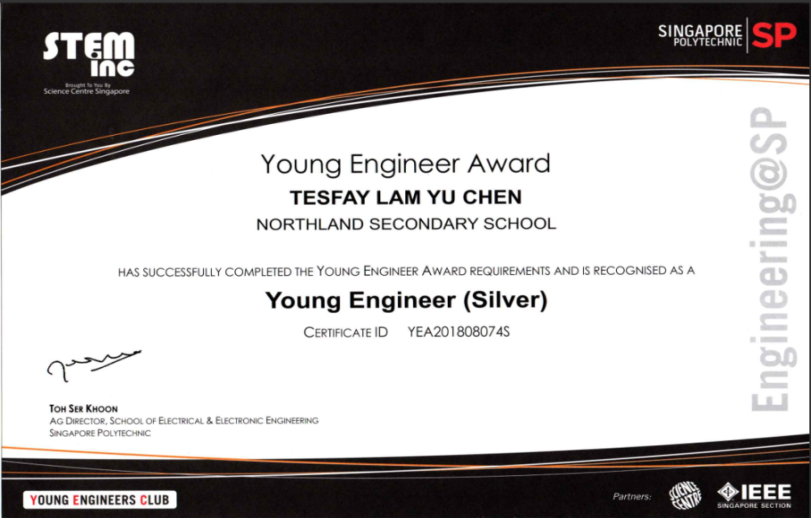 STEM
inc
Brought To You By
Science Centre Singapore
SINGAPORE
POLYTECHNIC
SP
Engineering@SP
Young Engineer Award
TESFAY LAM YU CHEN
NORTHLAND SECONDARY SCHOOL
HAS SUCCESSFULLY COMPLETED THE YOUNG ENGINEER AWARD REQUIREMENTS AND IS RECOGNISED AS A
Young Engineer (Silver)
CERTIFICATE ID YEA201808074S
TOH SER KHOON
AG DIRECTOR, SCHOOL OF ELECTRICAL & ELECTRONIC ENGINEERING
SINGAPORE POLYTECHNIC
YOUNG ENGINEERS CLUB
Partners:
SCIENCE
CENTRE
IEEE
SINGAPORE SECTION